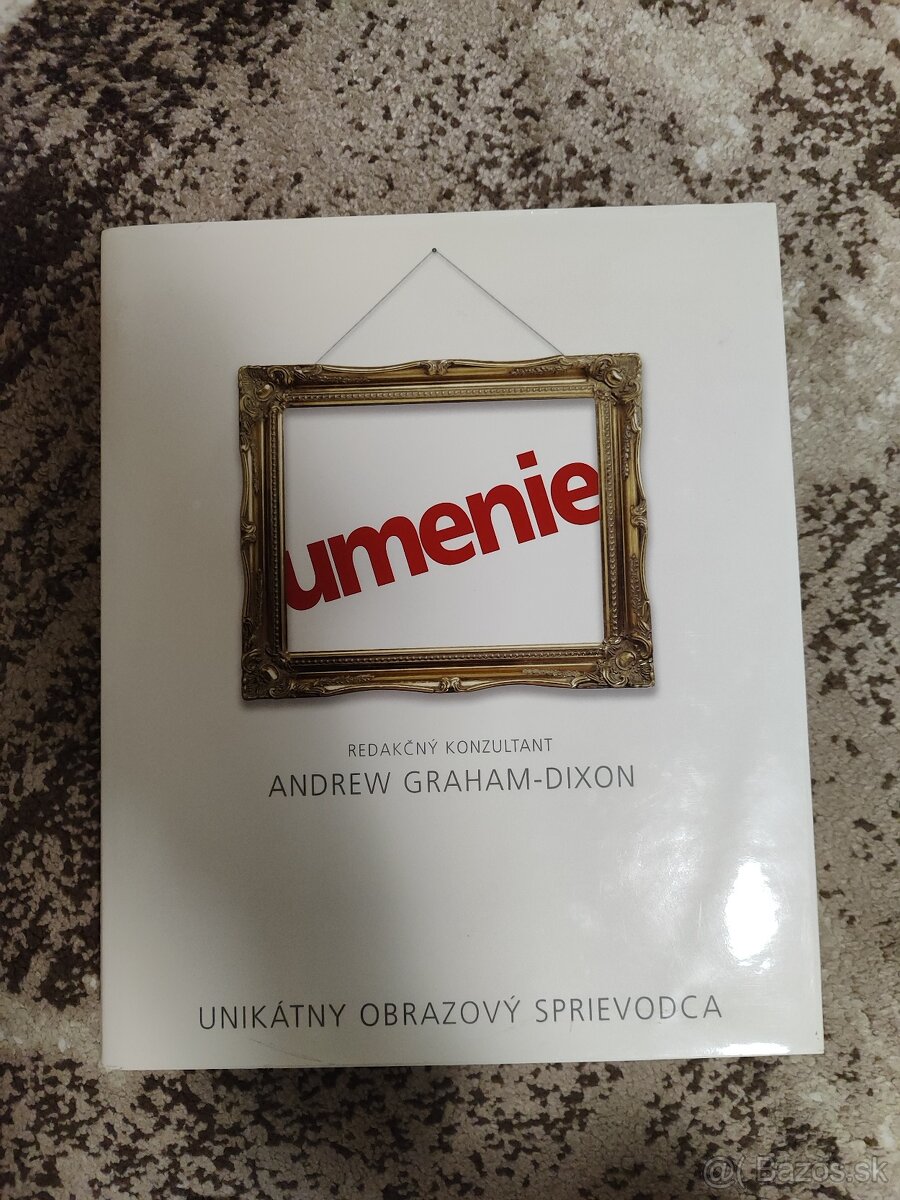 umenie
REDAKČNÝ KONZULTANT
ANDREW GRAHAM-DIXON
UNIKÁTNY OBRAZOVÝ SPRIEVODCA
@( Bazos.sk